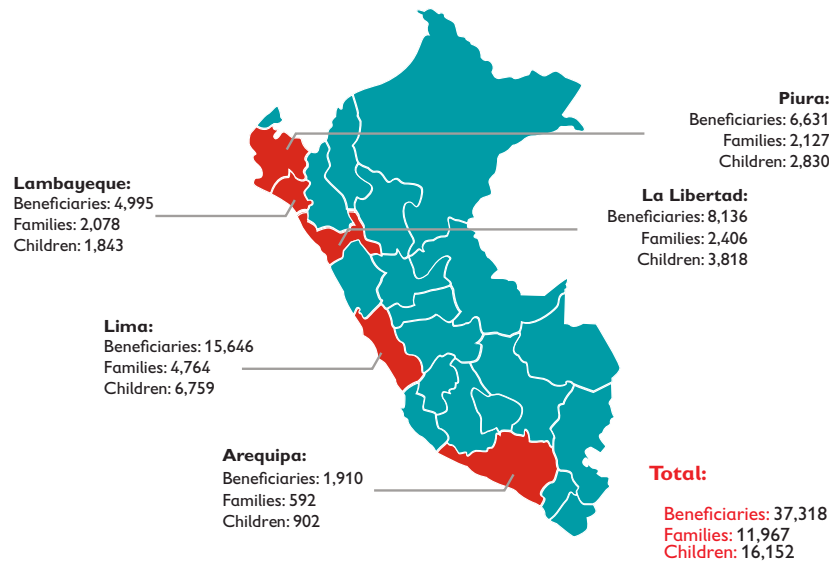 Piura:
Beneficiaries: 6,631
Families: 2,127
Children: 2,830
Lambayeque:
Beneficiaries: 4,995
Families: 2,078
Children: 1,843
La Libertad:
Beneficiaries: 8,136
Families: 2,406
Children: 3,818
Lima:
Beneficiaries: 15,646
Families: 4,764
Children: 6,759
Arequipa:
Beneficiaries: 1,910
Families: 592
Children: 902
Total:
Beneficiaries: 37,318
Families: 11,967
Children: 16,152